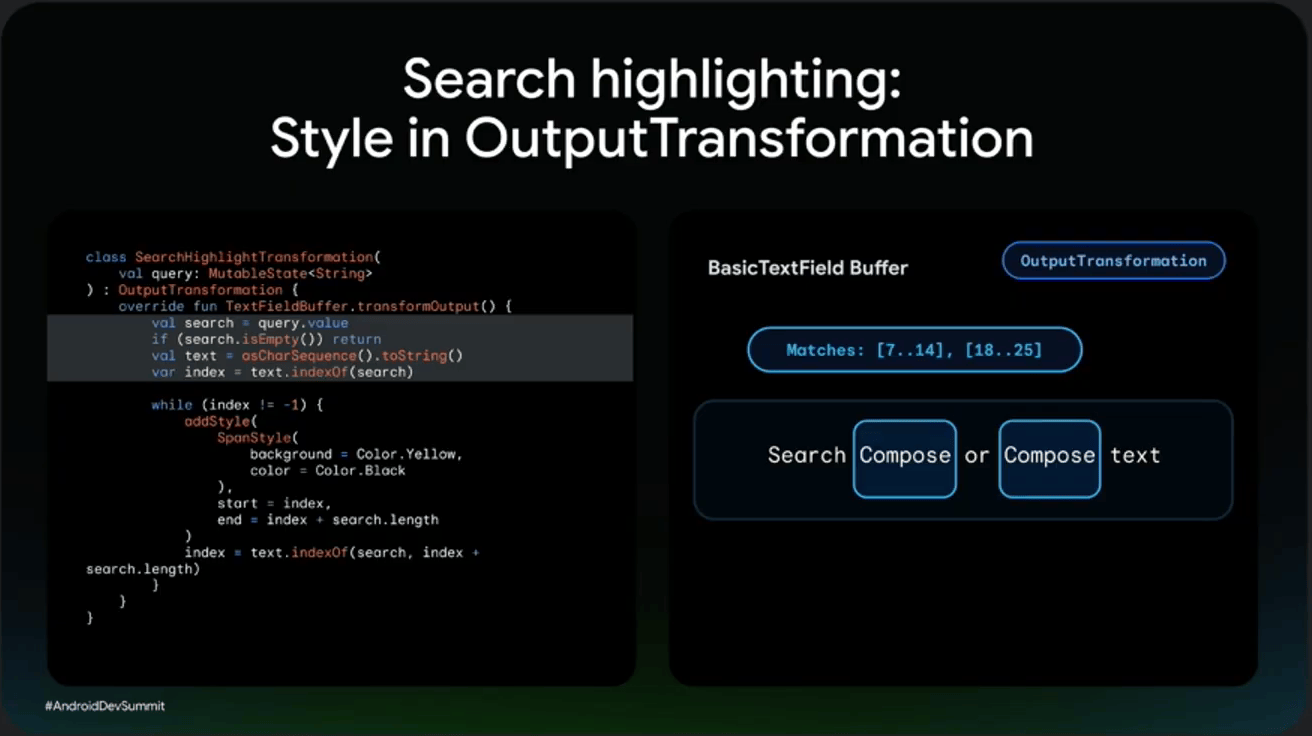 Search highlighting:
Style in OutputTransformation
class SearchHighlightTransformation(
    val query: MutableState<String>
) : OutputTransformation {
    override fun TextFieldBuffer.transformOutput() {
        val search = query.value
        if (search.isEmpty()) return
        val text = asCharSequence().toString()
        var index = text.indexOf(search)
        while (index != -1) {
            addStyle(
                SpanStyle(
                    background = Color.Yellow,
                    color = Color.Black
                ),
                start = index,
                end = index + search.length
            )
            index = text.indexOf(search, index +
search.length)
        }
    }
}
BasicTextField Buffer
OutputTransformation
Matches: [7..14], [18..25]
Search Compose or Compose text
#AndroidDevSummit